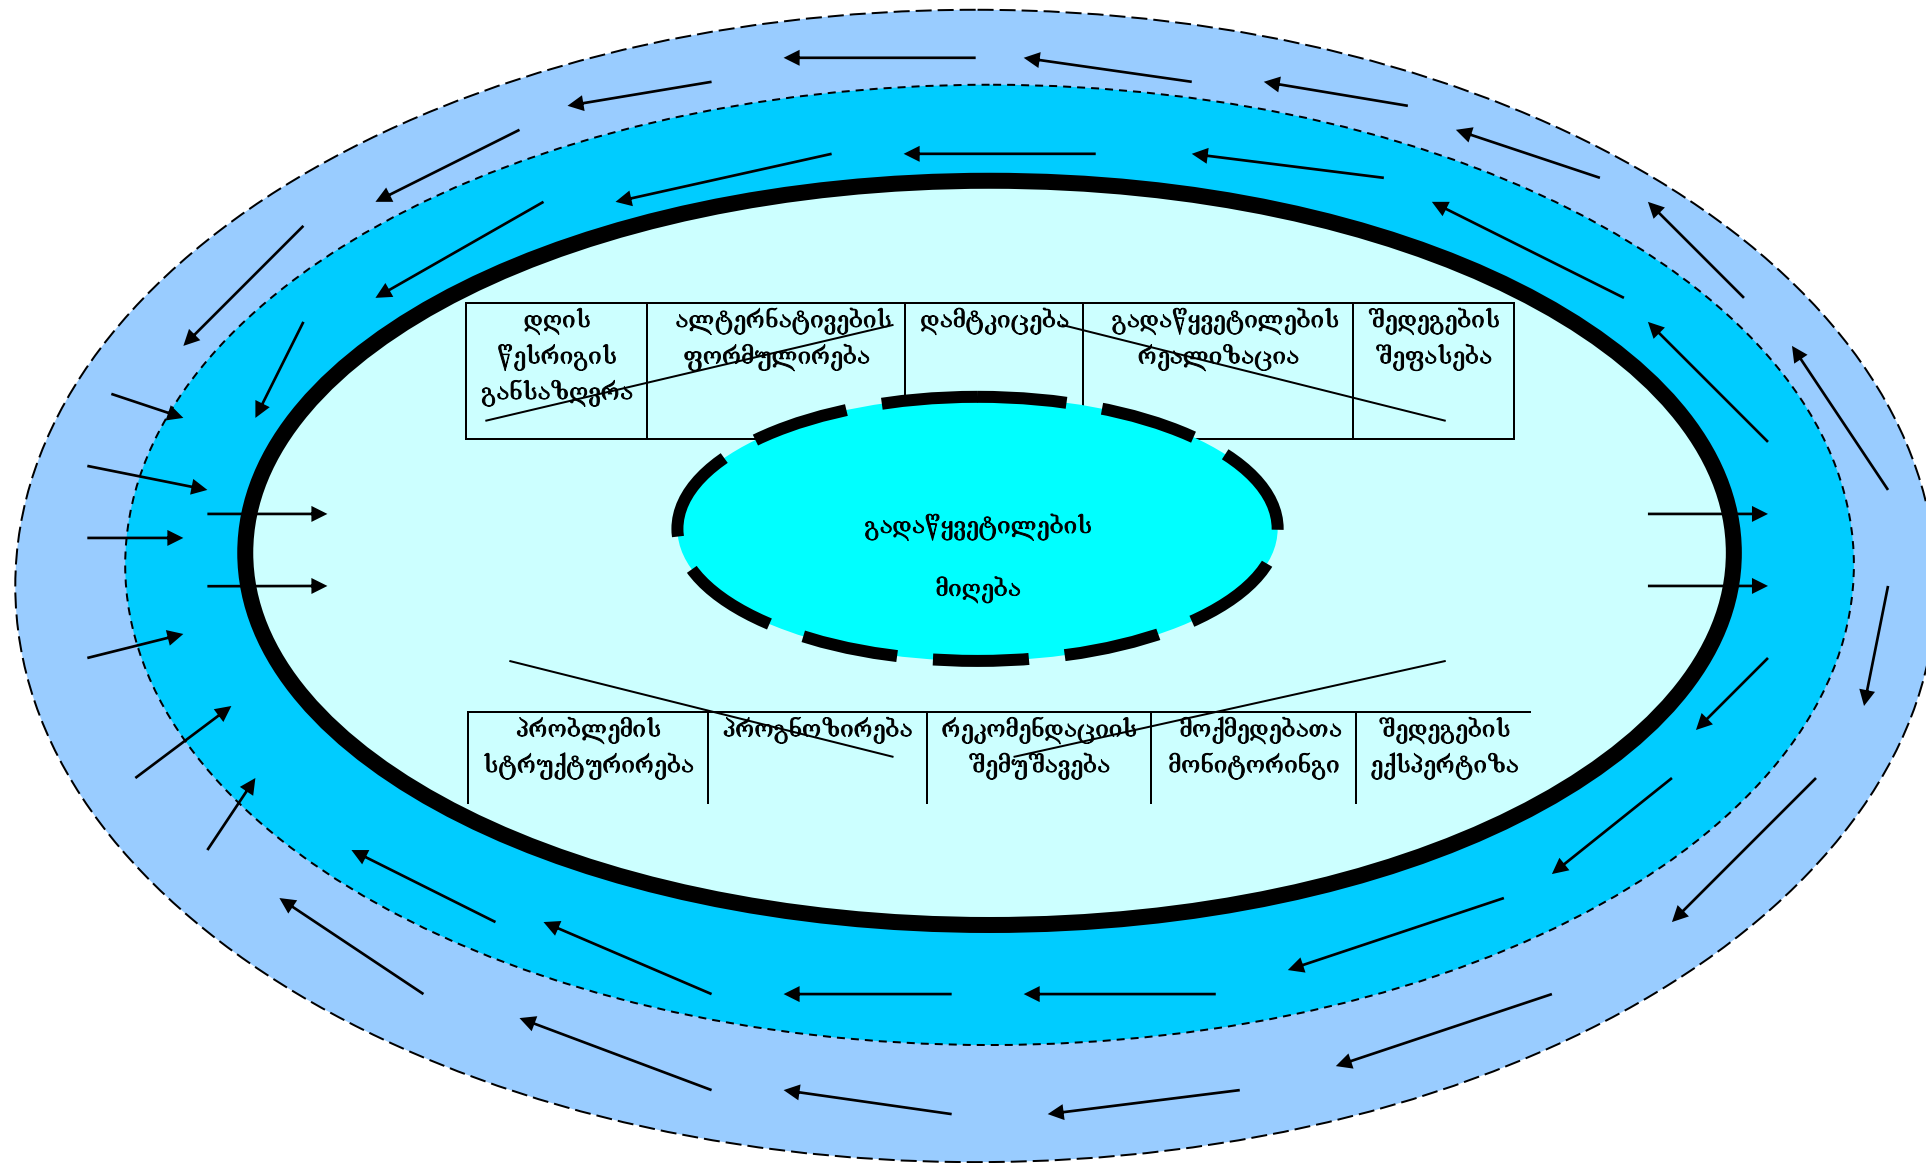 დღის
წესრიგის
განსაზღვრა
ალტერნატივების
ფორმულირება
დამტკიცება
გადაწყვეტილების
რეალიზაცია
შედეგების
შეფასება
გადაწყვეტილების
მიღება
პრობლემის
სტრუქტურირება
პროგნოზირება
რეკომენდაციის
შემუშავება
მოქმედებათა
მონიტორინგი
შედეგების
ექსპერტიზა